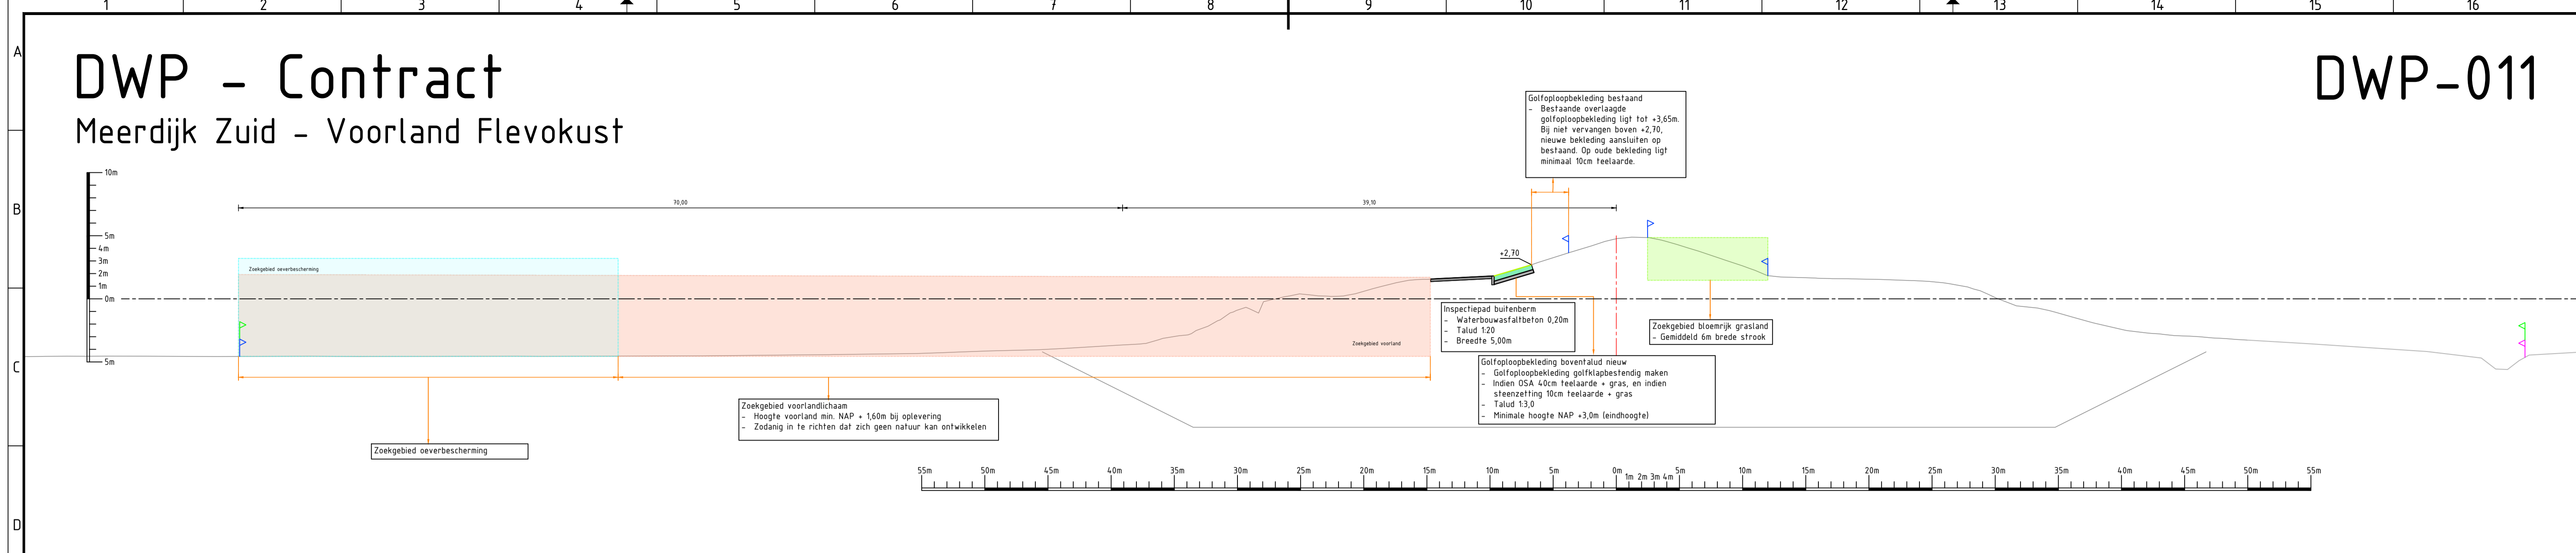 1 2 3 4 5 6 7 8 9 10 11 12 13 14 15 16
A
DWP - Contract
DWP-011
Meerdijk Zuid - Voorland Flevokust
Golfoploopbekleding bestaand
- Bestaande overlaagde
golfoploopbekleding ligt tot +3,65m.
Bij niet vervangen boven +2,70,
nieuwe bekleding aansluiten op
bestaand. Op oude bekleding ligt
minimaal 10cm teelaarde.
B
10m
5m
4m
3m
2m
1m
0m
5m
70,00
39,10
+2,70
Zoekgebied oeverbescherming
Zoekgebied voorland
Inspectiepad buitenberm
- Waterbouwasfaltbeton 0,20m
- Talud 1:20
- Breedte 5,00m
Zoekgebied bloemrijk grasland
- Gemiddeld 6m brede strook
C
Golfoploopbekleding boventalud nieuw
- Golfoploopbekleding golfklapbestendig maken
- Indien OSA 40cm teelaarde + gras, en indien
steenzetting 10cm teelaarde + gras
- Talud 1:3,0
- Minimale hoogte NAP +3,0m (eindhoogte)
Zoekgebied voorlandlichaam
- Hoogte voorland min. NAP + 1,60m bij oplevering
- Zodanig in te richten dat zich geen natuur kan ontwikkelen
Zoekgebied oeverbescherming
55m 50m 45m 40m 35m 30m 25m 20m 15m 10m 5m 0m 5m 10m 15m 20m 25m 30m 35m 40m 45m 50m 55m
1m 2m 3m 4m
D